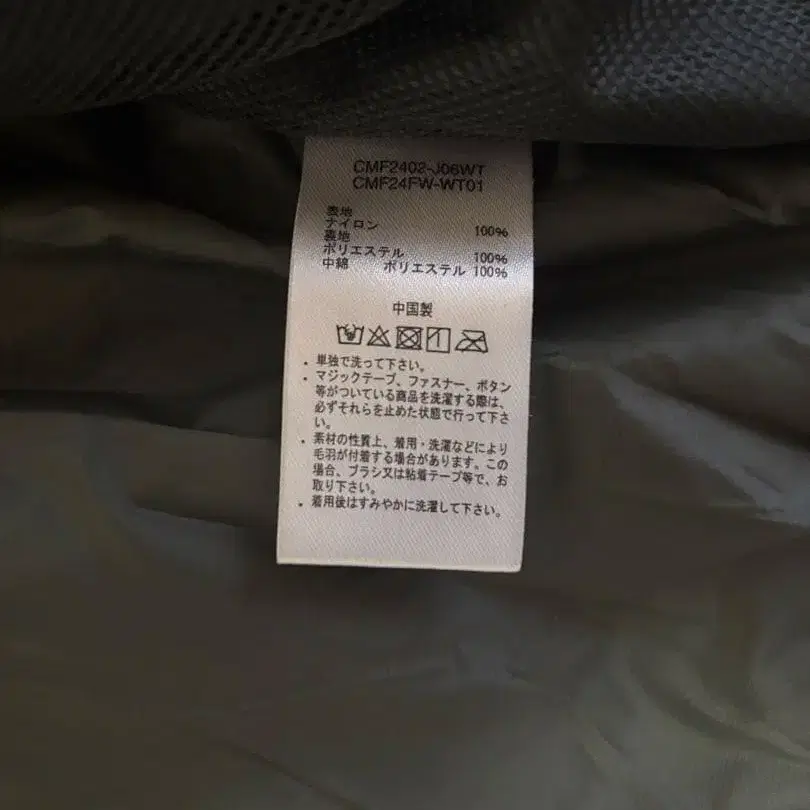 CMF2402-J06WT
CMF24FW-WT01
表地
ナイロン 100%
裏地
ポリエステル 100%
中綿 ポリエステル 100%
中国製
・単独で洗って下さい。
・マジックテープ、ファスナー、ボタン
等がついている商品を洗濯する際は、
必ずそれらを止めた状態で行って下さ
い。
・素材の性質上、着用・洗濯などにより
毛羽が付着する場合があります。この
場合、ブラシ又は粘着テープ等で、お
取り下さい。
・着用後はすみやかに洗濯して下さい。